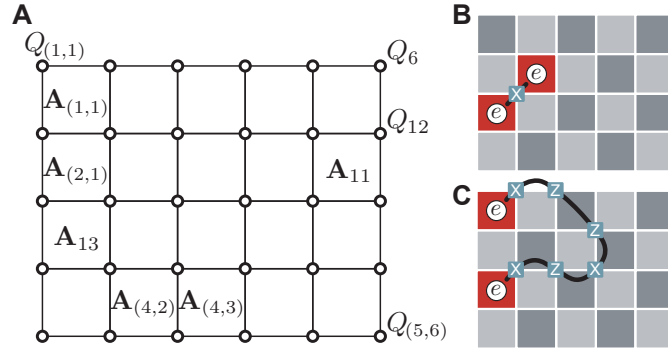 A
Q(1,1)
Q6
A(1,1)
Q12
A(2,1)
A11
A13
A(4,2)
A(4,3)
Q(5,6)
B
e
X
e
C
X
Z
e
Z
X
Z
X
e